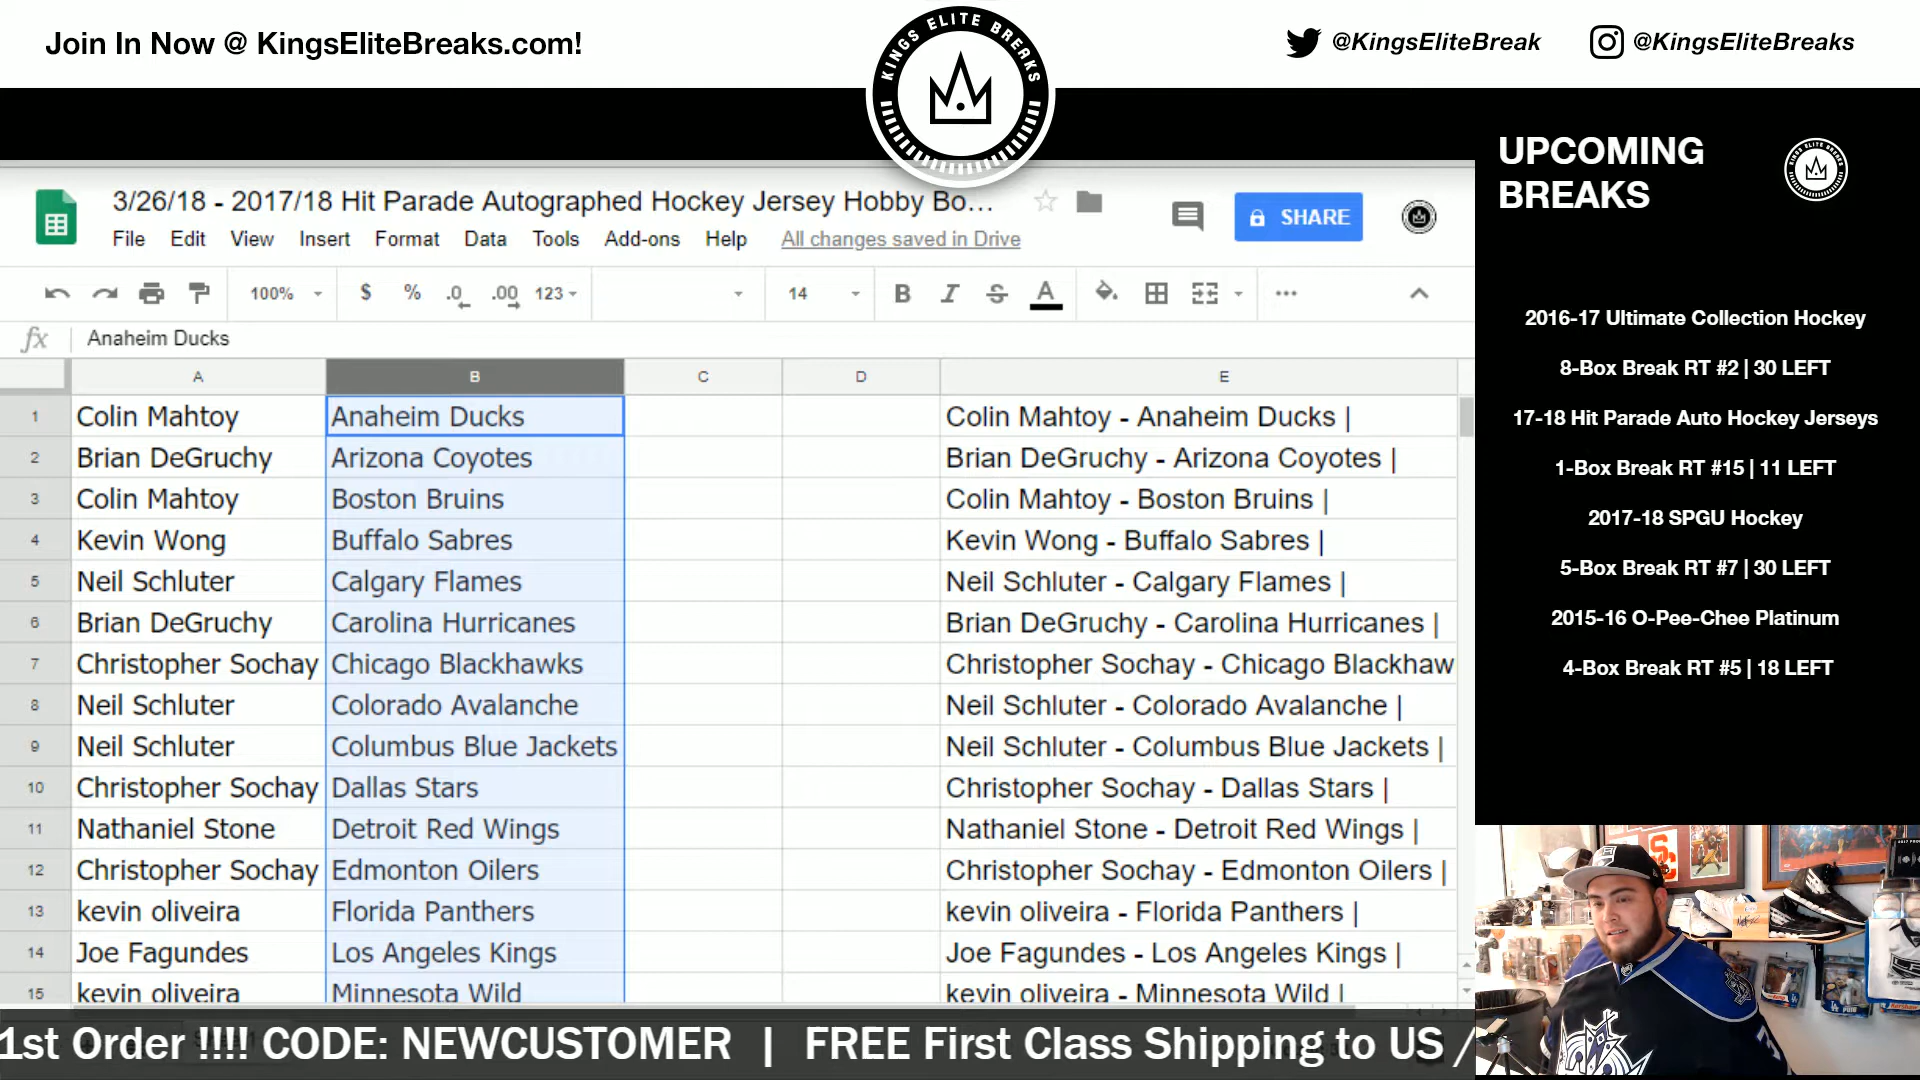 Join In Now @ KingsEliteBreaks.com!
KINGS ELITE BREAKS
@KingsEliteBreak
@KingsEliteBreaks
UPCOMING
BREAKS
2016-17 Ultimate Collection Hockey
8-Box Break RT #2 | 30 LEFT
17-18 Hit Parade Auto Hockey Jerseys
1-Box Break RT #15 | 11 LEFT
2017-18 SPGU Hockey
5-Box Break RT #7 | 30 LEFT
2015-16 O-Pee-Chee Platinum
4-Box Break RT #5 | 18 LEFT
3/26/18 - 2017/18 Hit Parade Autographed Hockey Jersey Hobby Bo...
SHARE
File Edit View Insert Format Data Tools Add-ons Help All changes saved in Drive
100% $ % .0 .00 123 14 B I S A ...
fx Anaheim Ducks
A B C D E
1 Colin Mahtoy Anaheim Ducks Colin Mahtoy - Anaheim Ducks |
2 Brian DeGruchy Arizona Coyotes Brian DeGruchy - Arizona Coyotes |
3 Colin Mahtoy Boston Bruins Colin Mahtoy - Boston Bruins |
4 Kevin Wong Buffalo Sabres Kevin Wong - Buffalo Sabres |
5 Neil Schluter Calgary Flames Neil Schluter - Calgary Flames |
6 Brian DeGruchy Carolina Hurricanes Brian DeGruchy - Carolina Hurricanes |
7 Christopher Sochay Chicago Blackhawks Christopher Sochay - Chicago Blackhaw
8 Neil Schluter Colorado Avalanche Neil Schluter - Colorado Avalanche |
9 Neil Schluter Columbus Blue Jackets Neil Schluter - Columbus Blue Jackets |
10 Christopher Sochay Dallas Stars Christopher Sochay - Dallas Stars |
11 Nathaniel Stone Detroit Red Wings Nathaniel Stone - Detroit Red Wings |
12 Christopher Sochay Edmonton Oilers Christopher Sochay - Edmonton Oilers |
13 kevin oliveira Florida Panthers kevin oliveira - Florida Panthers |
14 Joe Fagundes Los Angeles Kings Joe Fagundes - Los Angeles Kings |
15 kevin oliveira Minnesota Wild kevin oliveira - Minnesota Wild |
1st Order !!!! CODE: NEWCUSTOMER | FREE First Class Shipping to US /